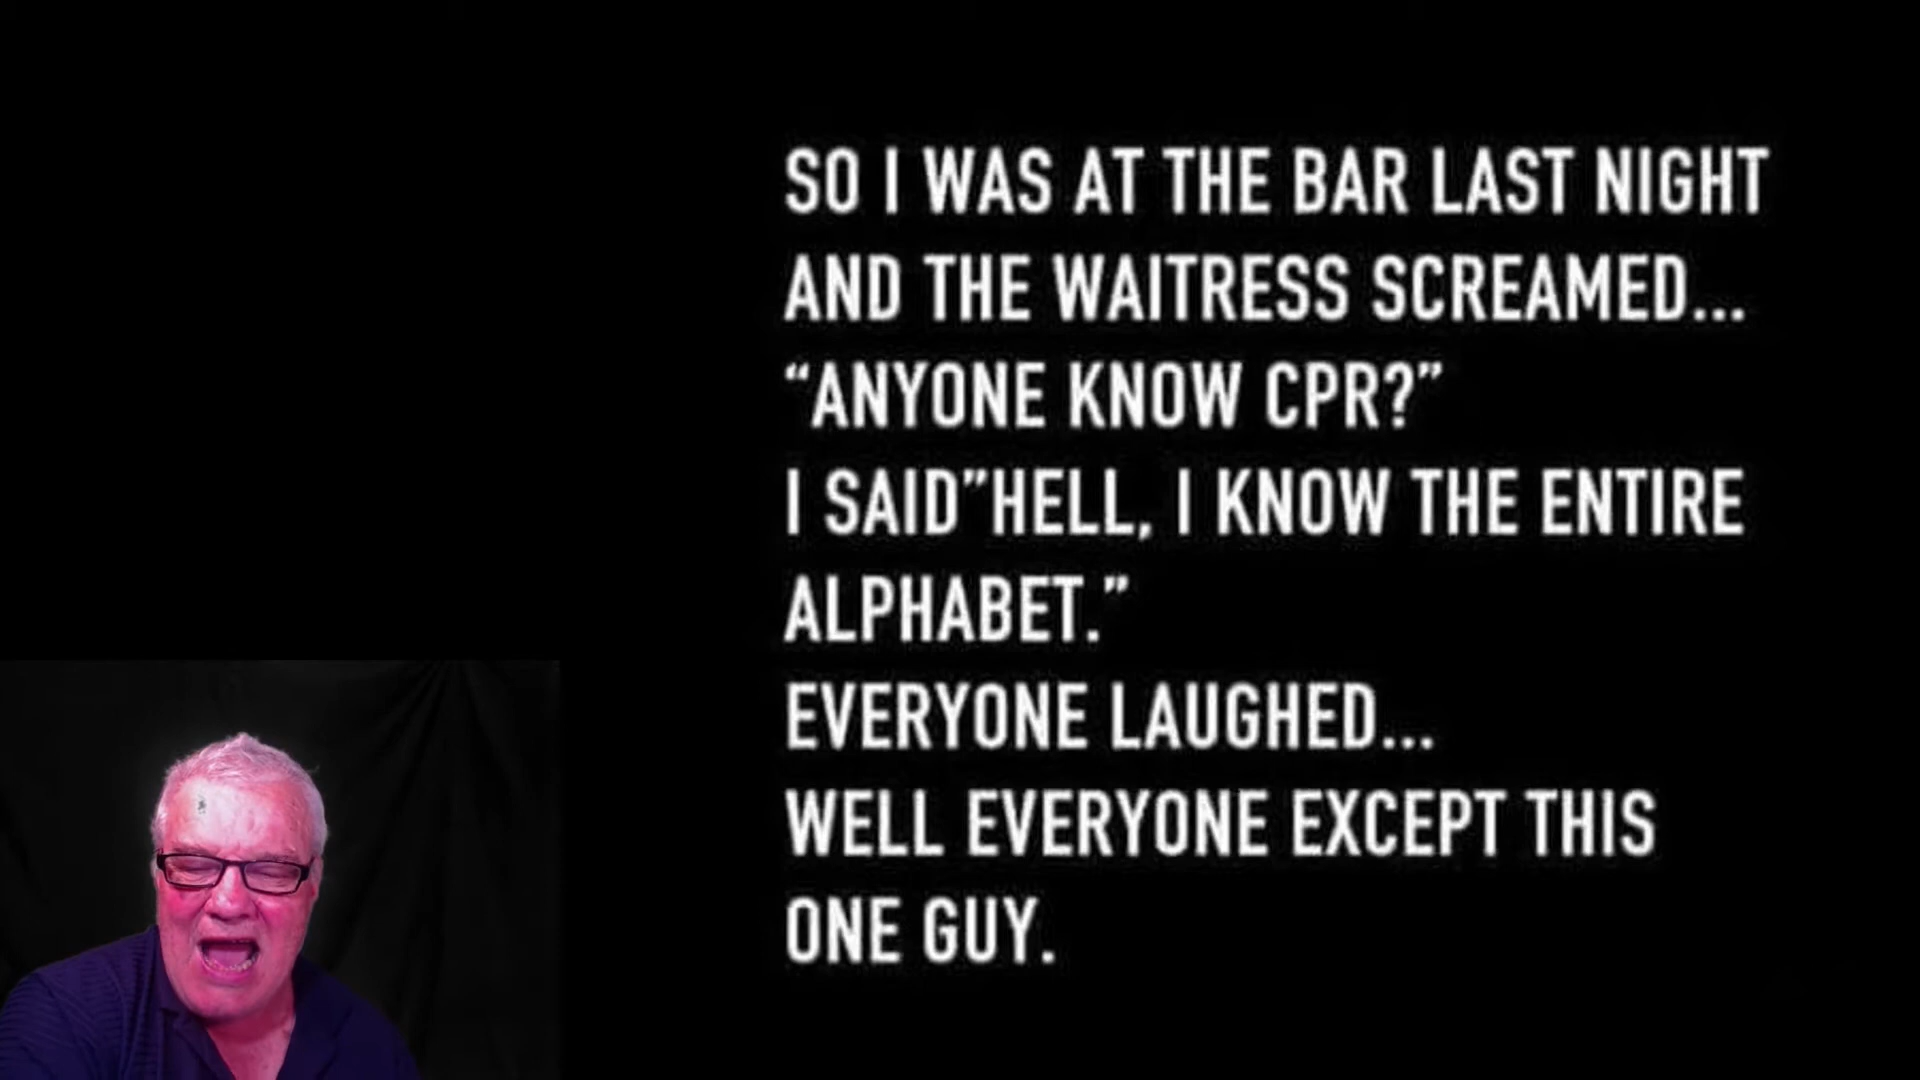 SO I WAS AT THE BAR LAST NIGHT
AND THE WAITRESS SCREAMED...
“ANYONE KNOW CPR?”
I SAID”HELL, I KNOW THE ENTIRE
ALPHABET.”
EVERYONE LAUGHED...
WELL EVERYONE EXCEPT THIS
ONE GUY.